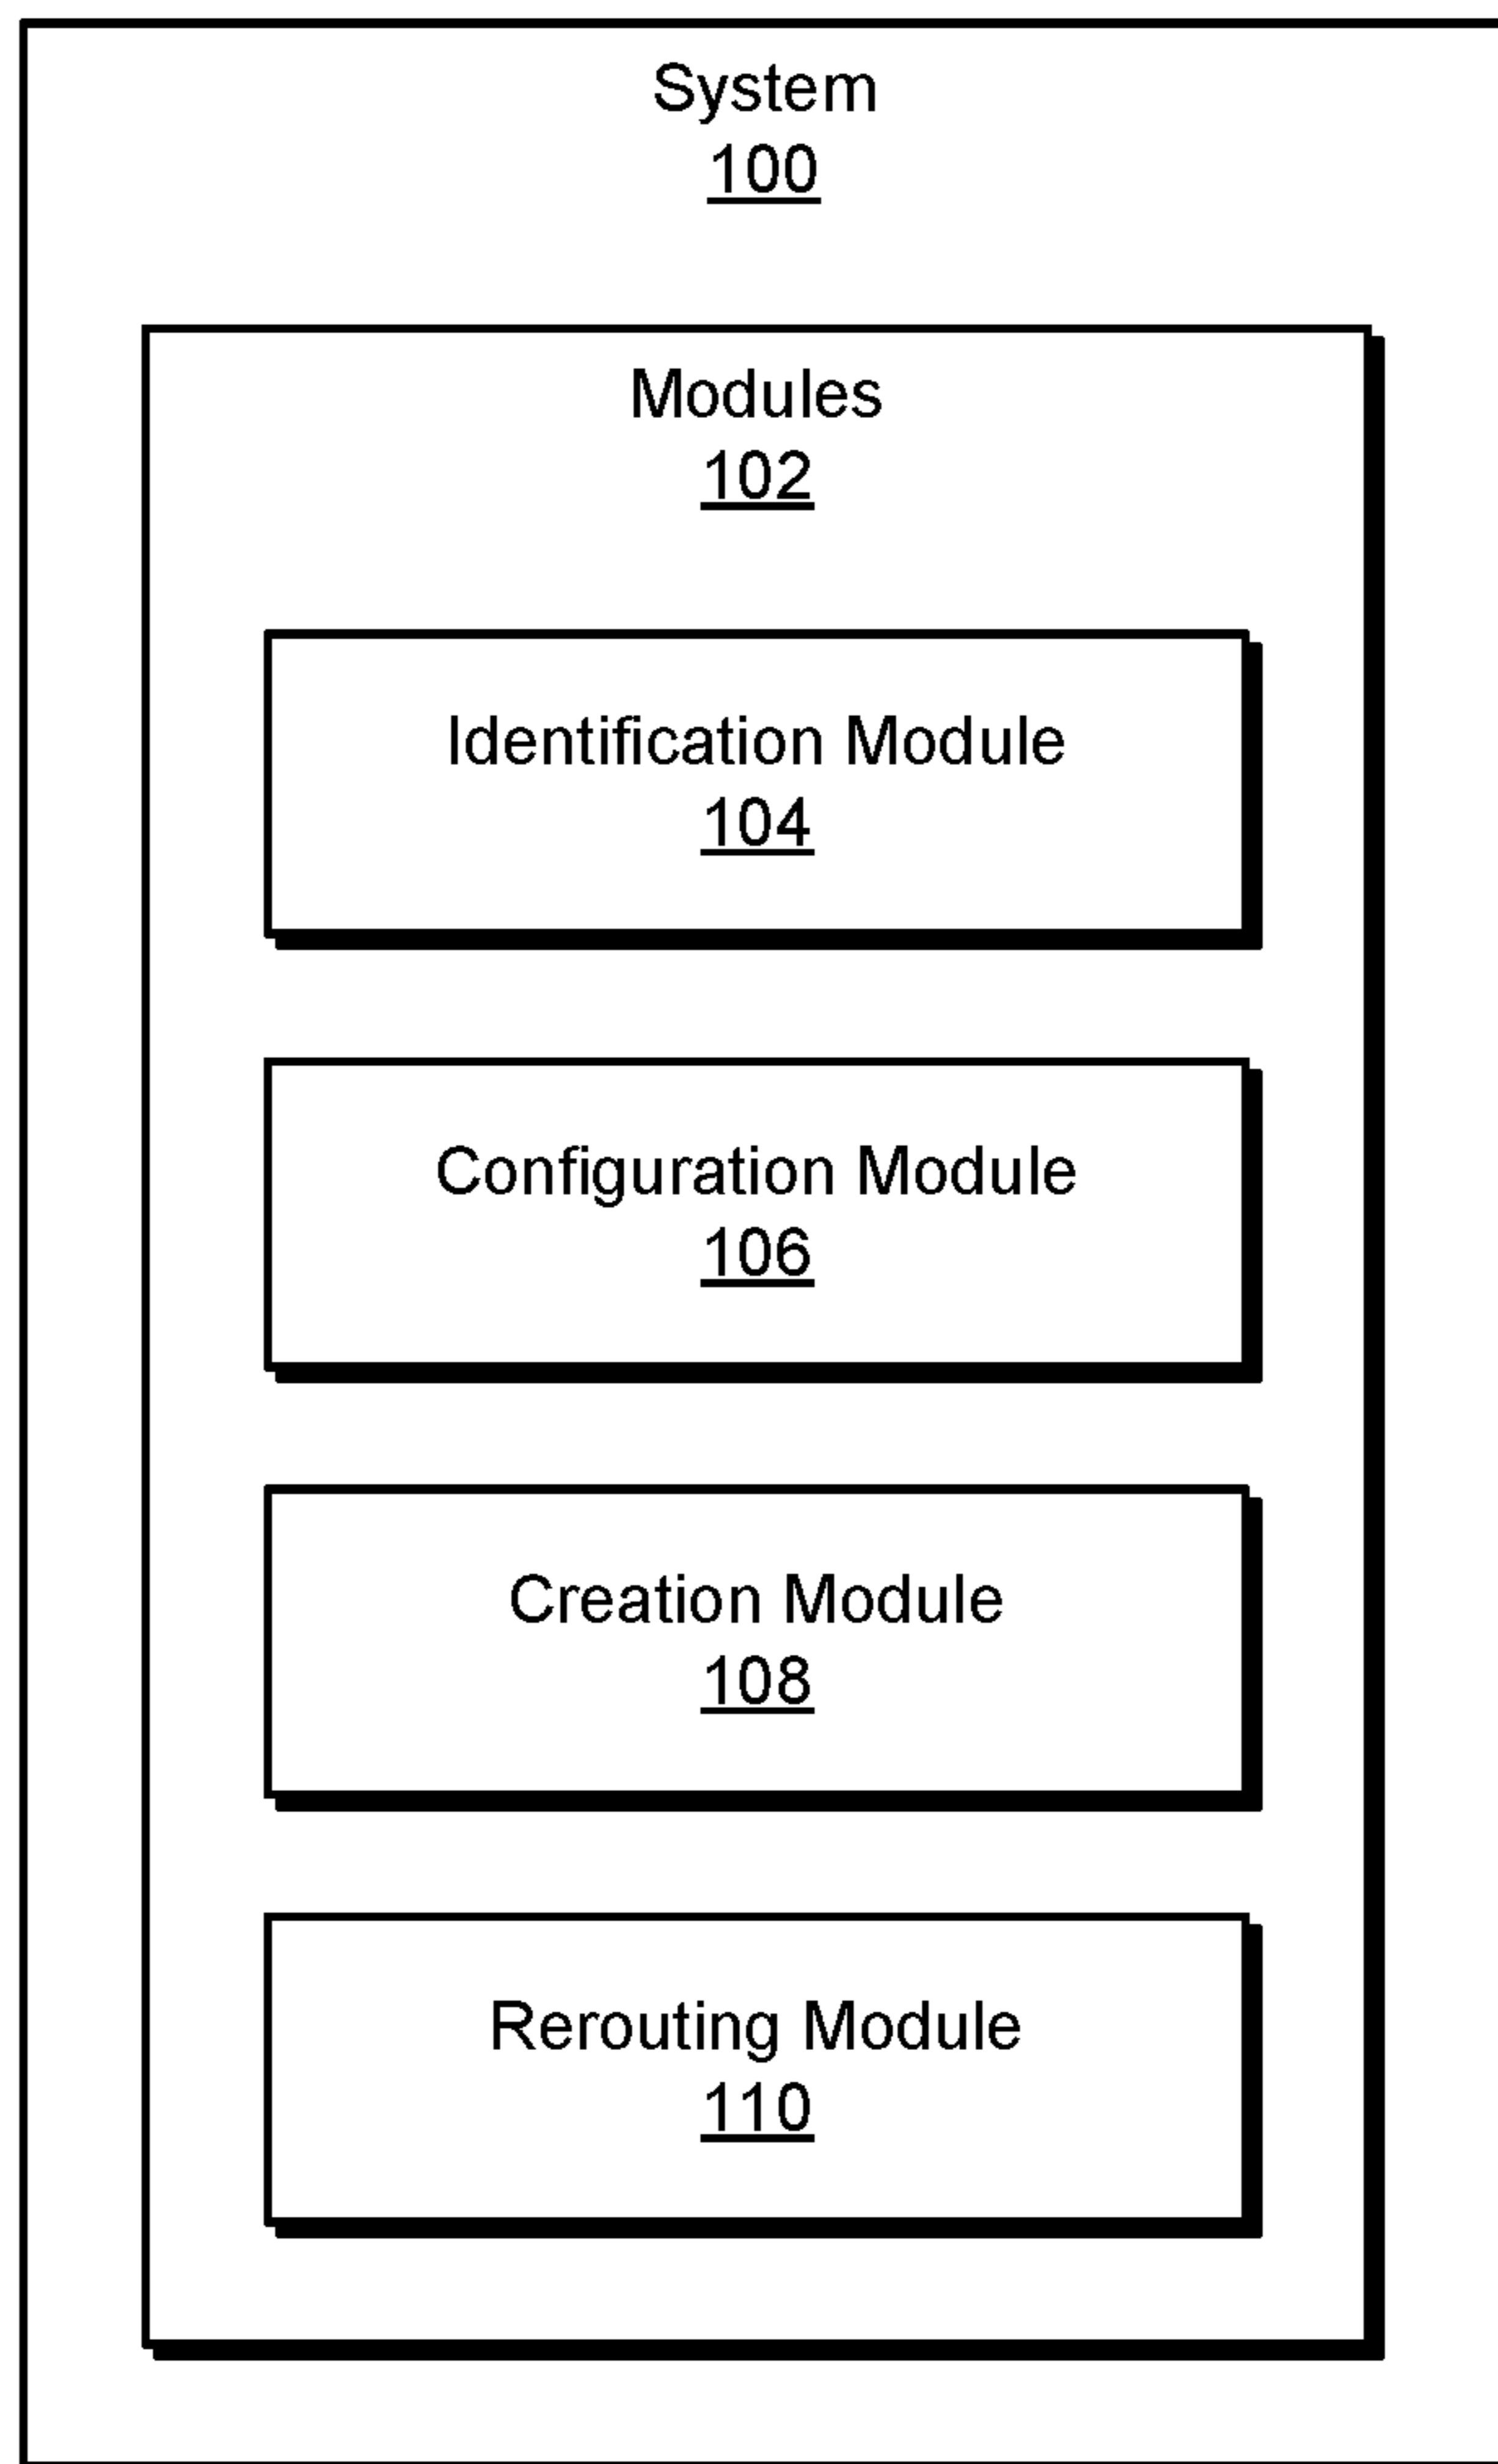 System
100
Modules
102
Identification Module
104
Configuration Module
106
Creation Module
108
Rerouting Module
110